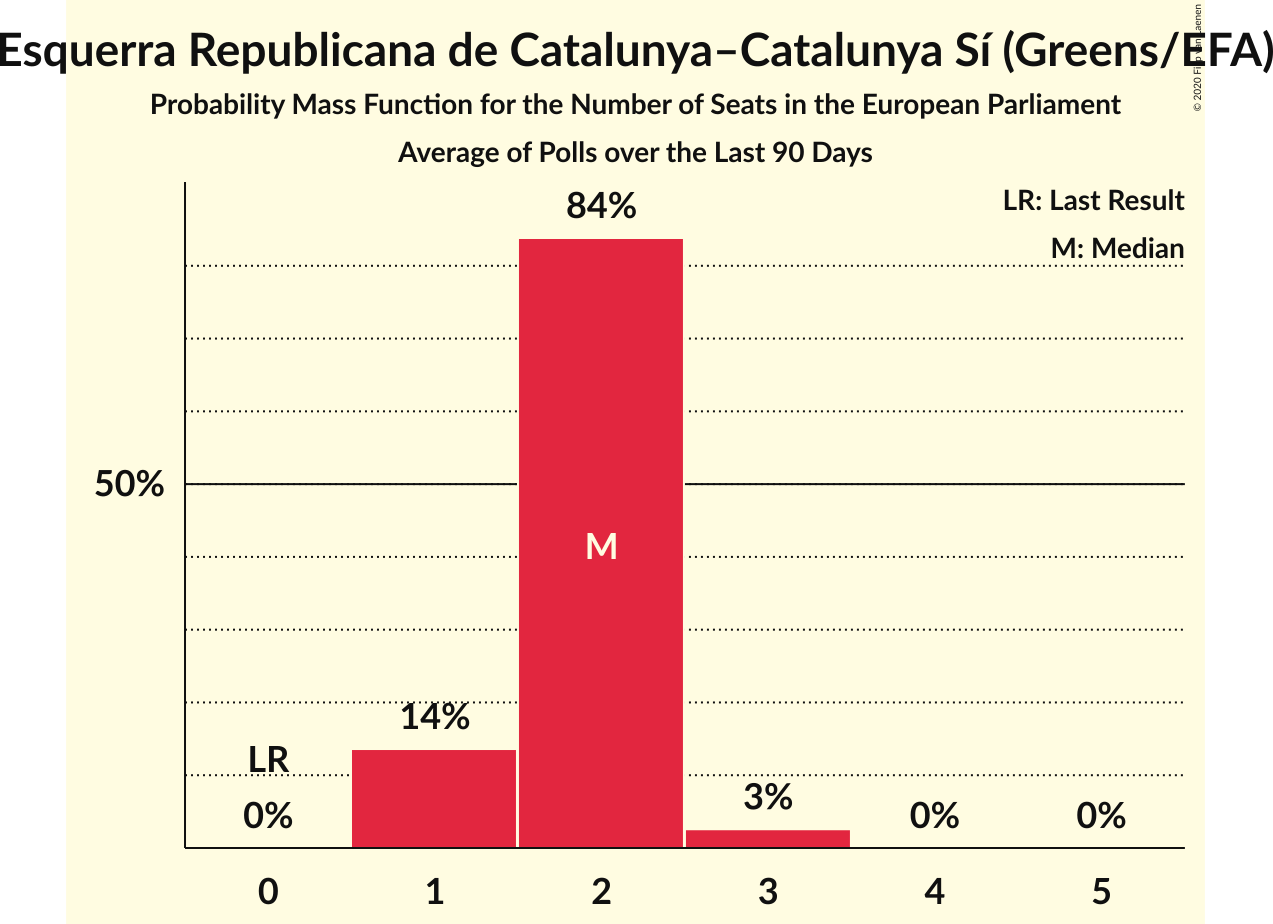 Esquerra Republicana de Catalunya–Catalunya Sí (Greens/EFA)
Probability Mass Function for the Number of Seats in the European Parliament
Average of Polls over the Last 90 Days
© 2020
LR: Last Result
M: Median
84%
50%
M
14%
LR
3%
0%
0%
0%
0 1 2 3 4 5